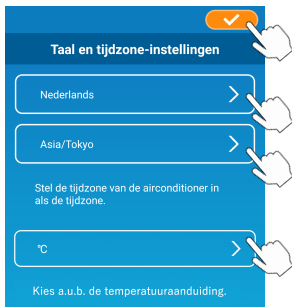 Taal en tijdzone-instellingen
Nederlands
Asia/Tokyo
Stel de tijdzone van de airconditioner in
als de tijdzone.
℃
Kies a.u.b. de temperatuuraanduiding.